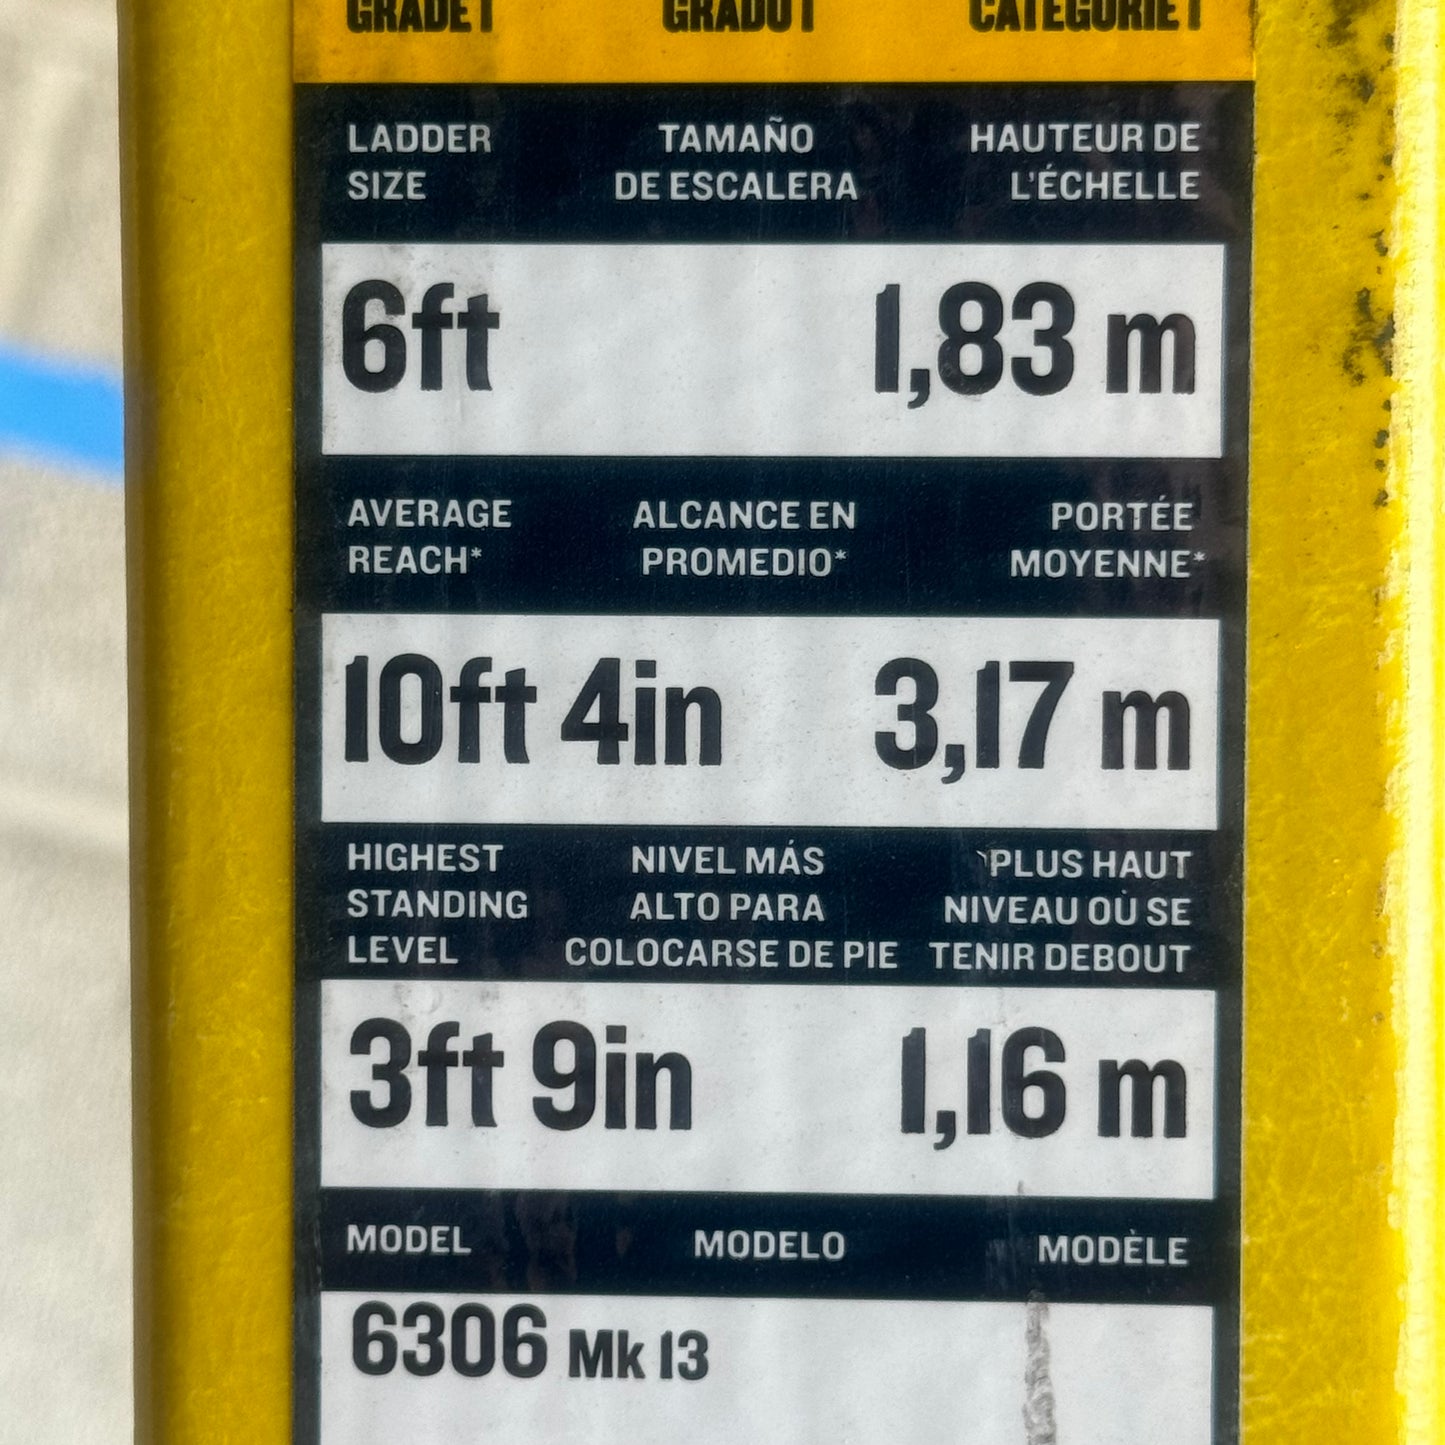 GRADE I GRADO I CATÉGORIE I
LADDER TAMAÑO HAUTEUR DE
SIZE DE ESCALERA L'ÉCHELLE
6ft 1,83 m
AVERAGE ALCANCE EN PORTÉE
REACH* PROMEDIO* MOYENNE*
10ft 4in 3,17 m
HIGHEST NIVEL MÁS PLUS HAUT
STANDING ALTO PARA NIVEAU OÙ SE
LEVEL COLOCARSE DE PIE TENIR DEBOUT
3ft 9in 1,16 m
MODEL MODELO MODÈLE
6306 Mk 13